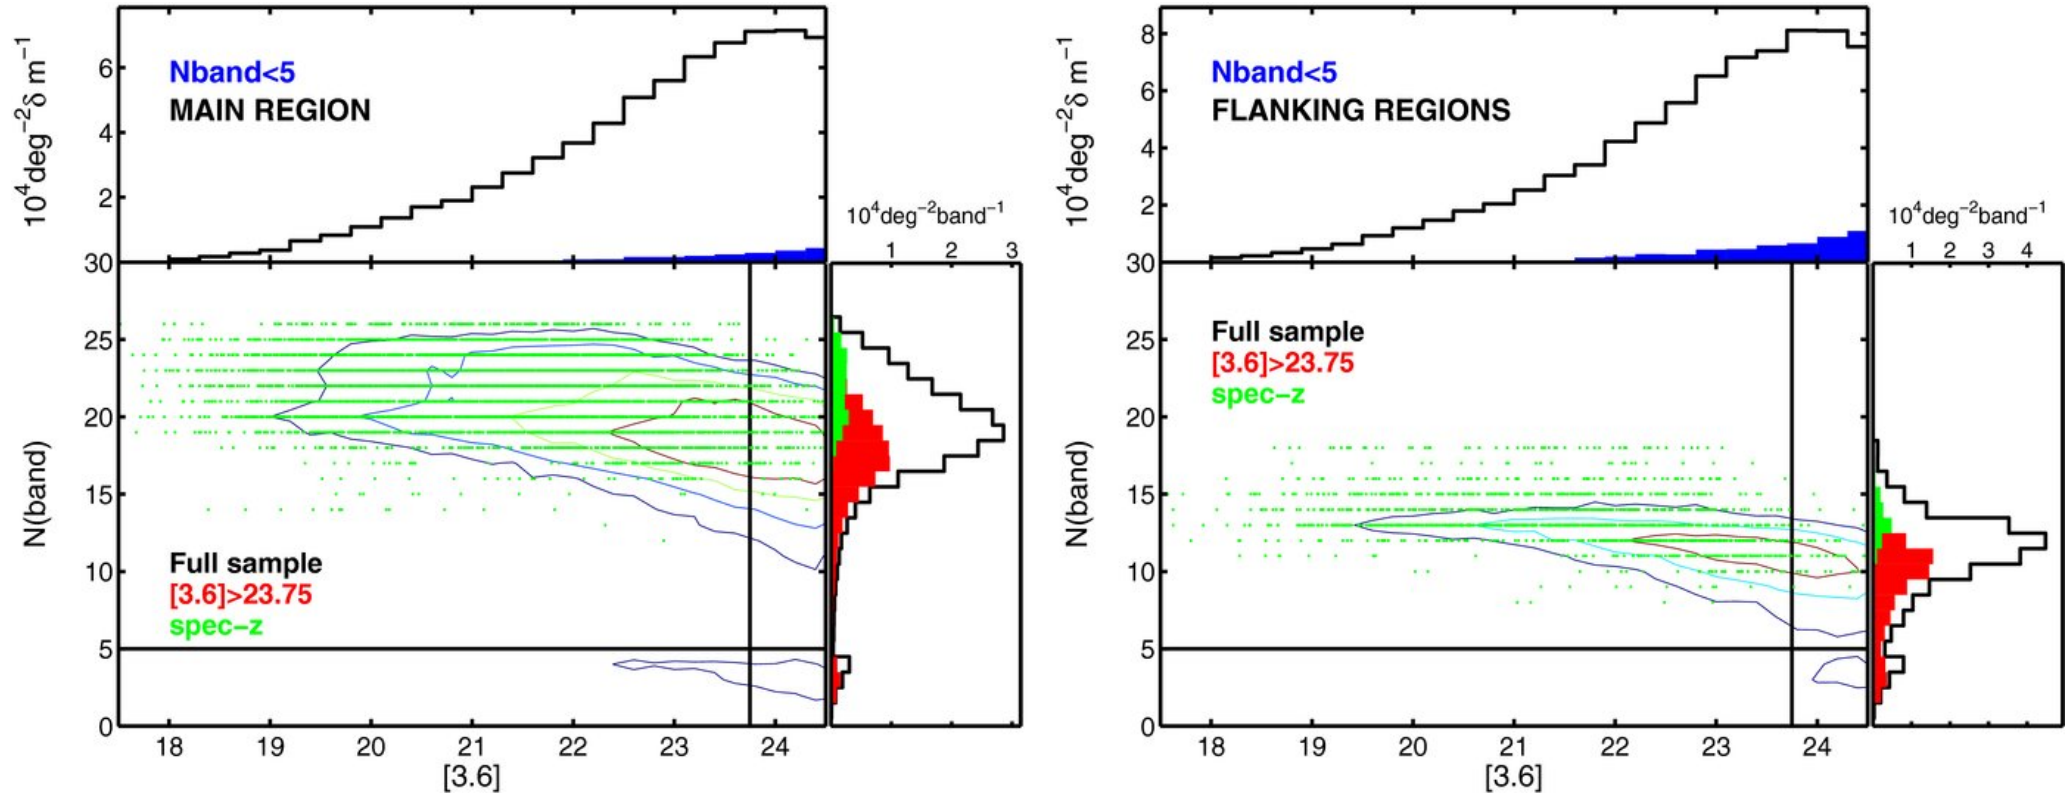 10⁴deg⁻²δ m⁻¹
6
4
2
Nband<5
MAIN REGION
10⁴deg⁻²band⁻¹
1 2 3
N(band)
30
25
20
15
10
5
0
Full sample
[3.6]>23.75
spec-z
18 19 20 21 22 23 24
[3.6]
10⁴deg⁻²δ m⁻¹
8
6
4
2
Nband<5
FLANKING REGIONS
10⁴deg⁻²band⁻¹
1 2 3 4
N(band)
30
25
20
15
10
5
0
Full sample
[3.6]>23.75
spec-z
18 19 20 21 22 23 24
[3.6]